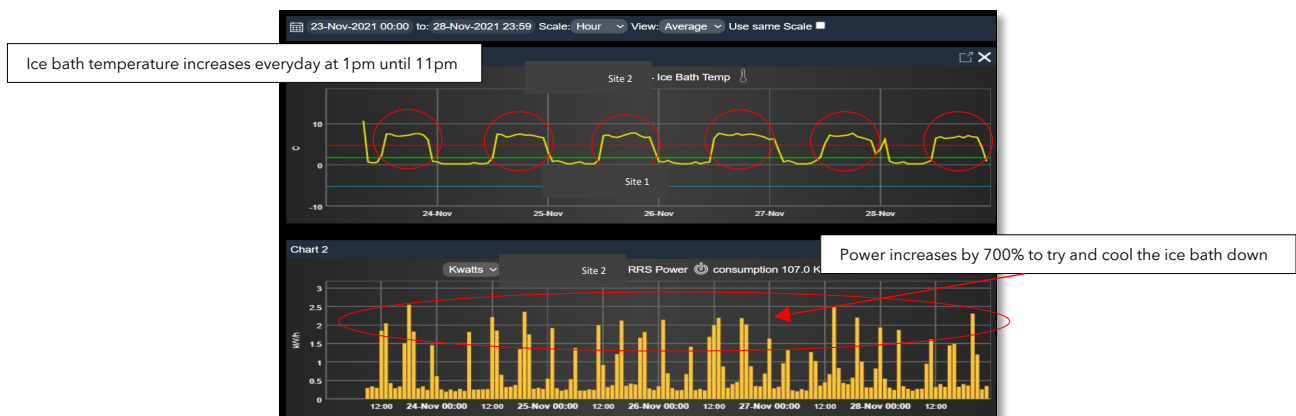 23-Nov-2021 00:00 to: 28-Nov-2021 23:59 Scale: Hour View: Average Use same Scale
Ice bath temperature increases everyday at 1pm until 11pm
Site 2 - Ice Bath Temp
10
0
-10
C
Site 1
24-Nov 25-Nov 26-Nov 27-Nov 28-Nov
Chart 2
Power increases by 700% to try and cool the ice bath down
Kwatts Site 2 RRS Power consumption 107.0 K
3
2.5
2
1.5
1
0.5
0
kW/h
12:00 24-Nov 00:00 12:00 25-Nov 00:00 12:00 26-Nov 00:00 12:00 27-Nov 00:00 12:00 28-Nov 00:00 12:00